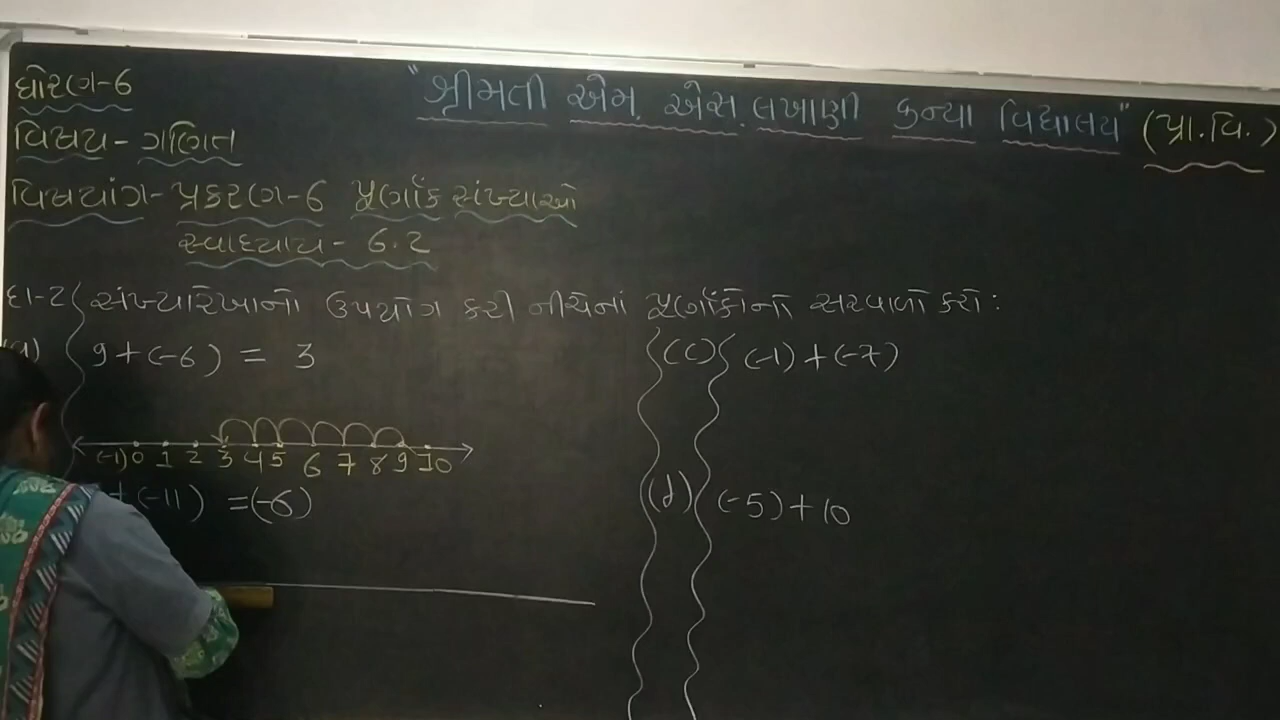 ધોરણ-6
"શ્રીમતી એમ. એસ. લખાણી કન્યા વિદ્યાલય" (પ્રા.વિ.)
વિષય- ગણિત
વિષયાંગ- પ્રકરણ-6 પૂર્ણાંક સંખ્યાઓ
સ્વાધ્યાય- 6.2
દા-2 સંખ્યારેખાનો ઉપયોગ કરી નીચેનાં પૂર્ણાંકોનો સરવાળો કરો:
9+(-6) = 3
(-1) 0 1 2 3 4 5 6 7 8 9 10
+(-11) =(-6)
(c) (-1)+(-7)
(d) (-5)+10